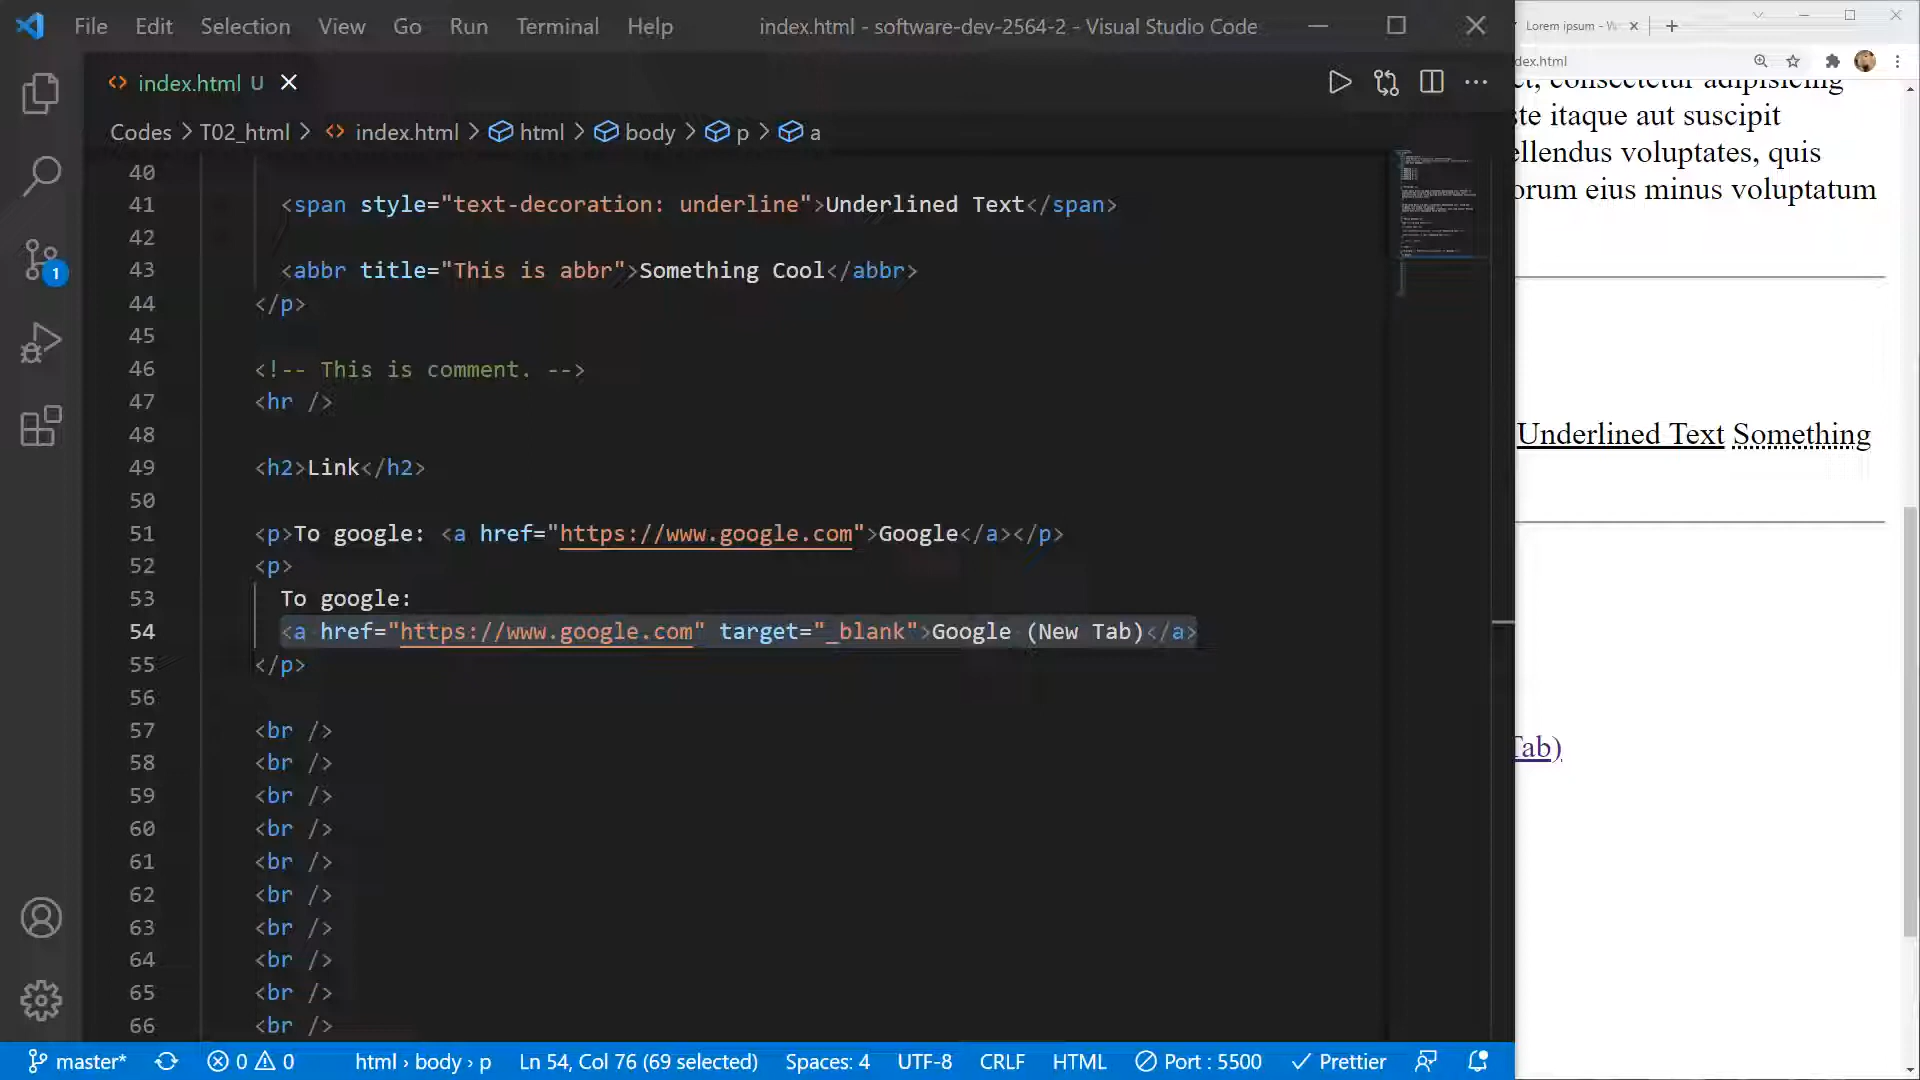 File Edit Selection View Go Run Terminal Help
index.html - software-dev-2564-2 - Visual Studio Code
index.html U
Codes > T02_html > index.html > html > body > p > a
40
41 <span style="text-decoration: underline">Underlined Text</span>
42
43 <abbr title="This is abbr">Something Cool</abbr>
44 </p>
45
46 <!-- This is comment. -->
47 <hr />
48
49 <h2>Link</h2>
50
51 <p>To google: <a href="https://www.google.com">Google</a></p>
52 <p>
53 To google:
54 <a href="https://www.google.com" target="_blank">Google (New Tab)</a>
55 </p>
56
57 <br />
58 <br />
59 <br />
60 <br />
61 <br />
62 <br />
63 <br />
64 <br />
65 <br />
66 <br />
1
master* 0 0 html › body › p Ln 54, Col 76 (69 selected) Spaces: 4 UTF-8 CRLF HTML Port : 5500 Prettier
Lorem ipsum - W
dex.html
consectetur adipisicing
ste itaque aut suscipit
ellendus voluptates, quis
orum eius minus voluptatum
Underlined Text Something
Tab)